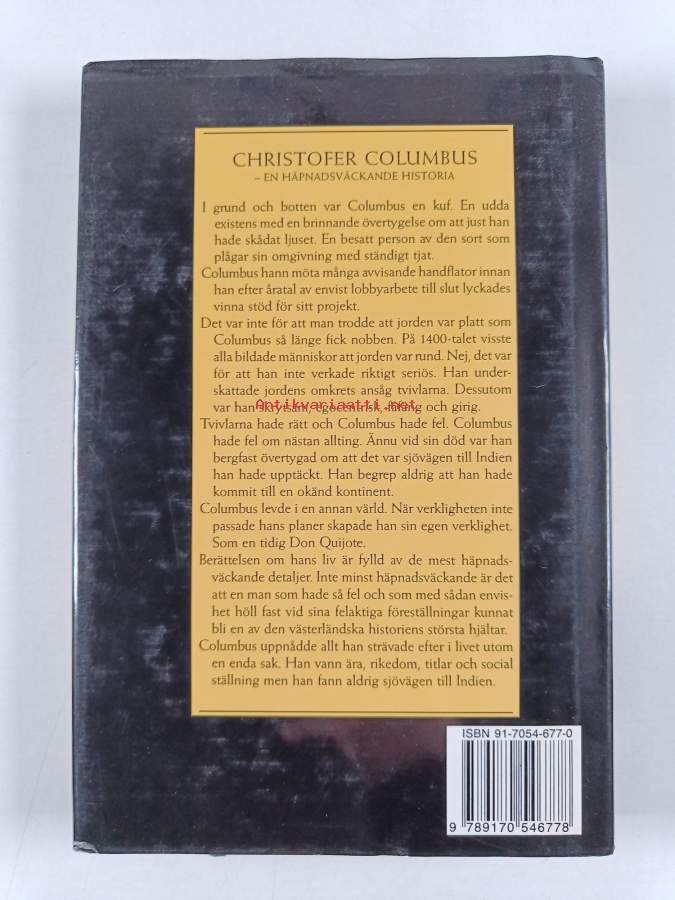 CHRISTOFER COLUMBUS
– EN HÄPNADSVÄCKANDE HISTORIA
I grund och botten var Columbus en kuf. En udda
existens med en brinnande övertygelse om att just han
hade skådat ljuset. En besatt person av den sort som
plågar sin omgivning med ständigt tjat.
Columbus hann möta många avvisande handflator innan
han efter åratal av envist lobbyarbete till slut lyckades
vinna stöd för sitt projekt.
Det var inte för att man trodde att jorden var platt som
Columbus så länge fick nobben. På 1400-talet visste
alla bildade människor att jorden var rund. Nej, det var
för att han inte verkade riktigt seriös. Han under-
skattade jordens omkrets ansåg tvivlarna. Dessutom
Antikvariaatti.net
var han skrytsam, egocentrisk, och girig.
Tvivlarna hade rätt och Columbus hade fel. Columbus
hade fel om nästan allting. Ännu vid sin död var han
bergfast övertygad om att det var sjövägen till Indien
han hade upptäckt. Han begrep aldrig att han hade
kommit till en okänd kontinent.
Columbus levde i en annan värld. När verkligheten inte
passade hans planer skapade han sin egen verklighet.
Som en tidig Don Quijote.
Berättelsen om hans liv är fylld av de mest häpnads-
väckande detaljer. Inte minst häpnadsväckande är det
att en man som hade så fel och som med sådan envis-
het höll fast vid sina felaktiga föreställningar kunnat
bli en av den västerländska historiens största hjältar.
Columbus uppnådde allt han strävade efter i livet utom
en enda sak. Han vann ära, rikedom, titlar och social
ställning men han fann aldrig sjövägen till Indien.
ISBN 91-7054-677-0
9 789170 546778